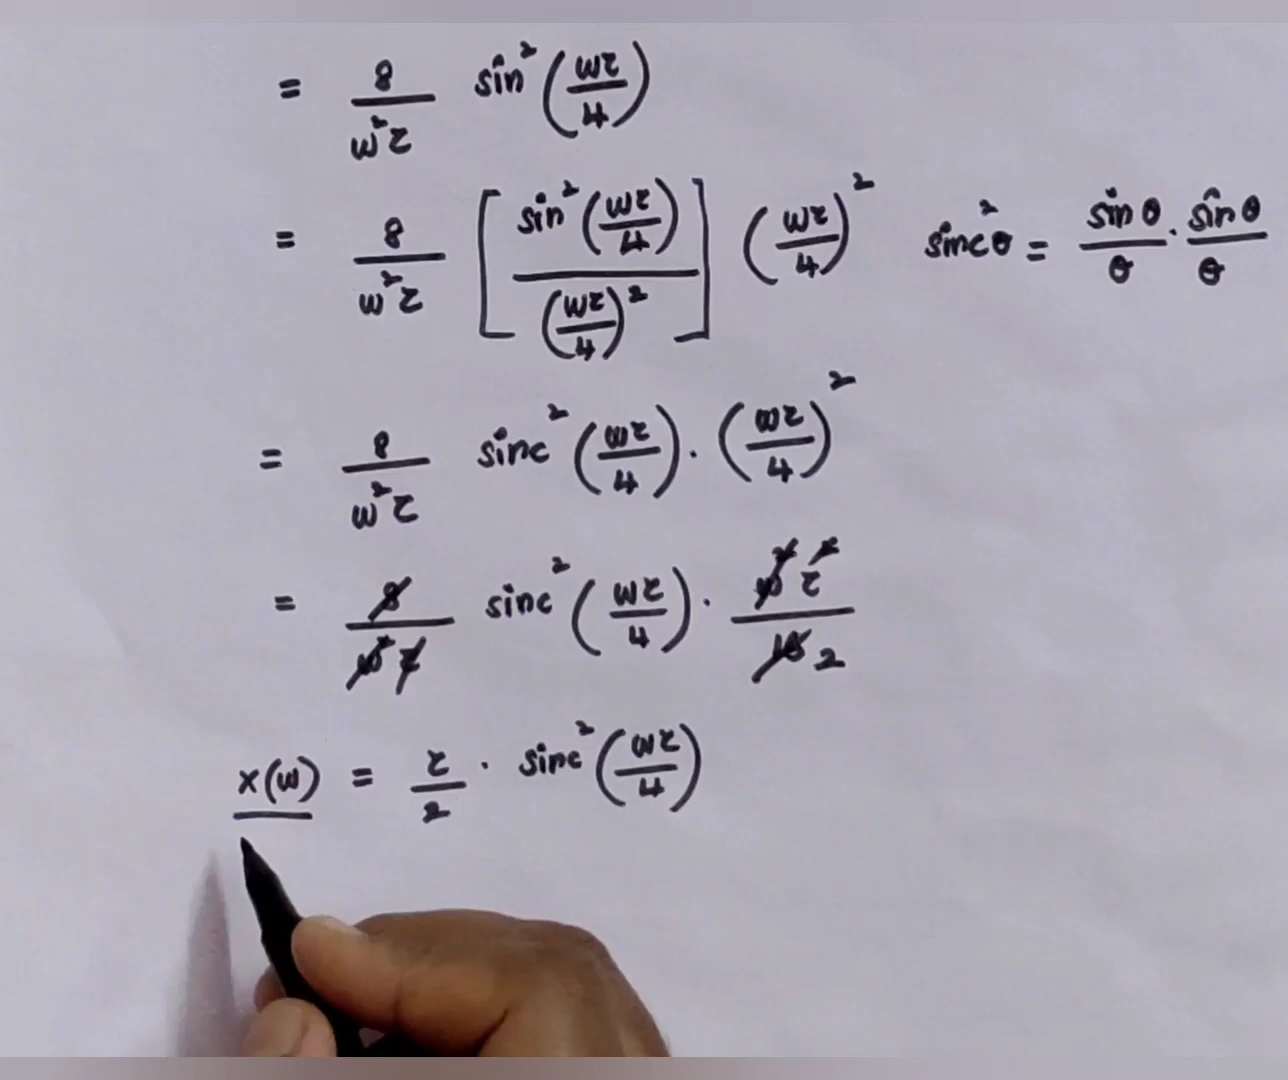 = 8/ω²τ sin² (ωτ/4)
= 8/ω²τ [sin² (ωτ/4) / (ωτ/4)²] (ωτ/4)² sinc²θ = sinθ/θ · sinθ/θ
= 8/ω²τ sinc² (ωτ/4) · (ωτ/4)²
= 8/ω²τ sinc² (ωτ/4) · ω²τ²/16 2
X(ω) = τ/2 · sinc² (ωτ/4)